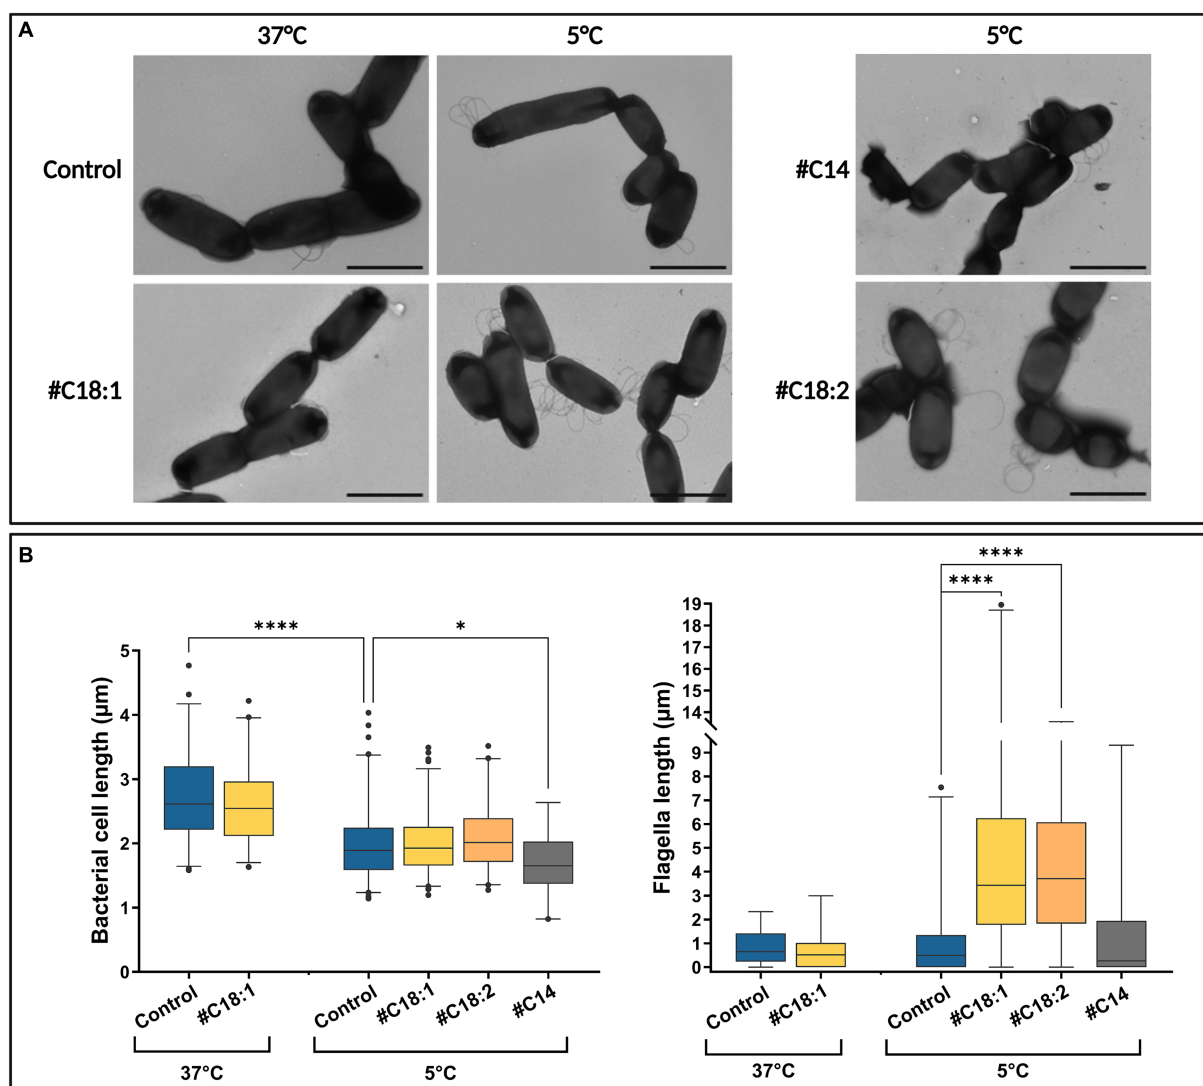 A
37°C 5°C 5°C
Control #C14
#C18:1 #C18:2
B
**** *
Bacterial cell length (µm)
5
4
3
2
1
0
Control #C18:1 Control #C18:1 #C18:2 #C14
37°C 5°C
****
****
Flagella length (µm)
19
18
17
16
15
14
9
8
7
6
5
4
3
2
1
0
Control #C18:1 Control #C18:1 #C18:2 #C14
37°C 5°C